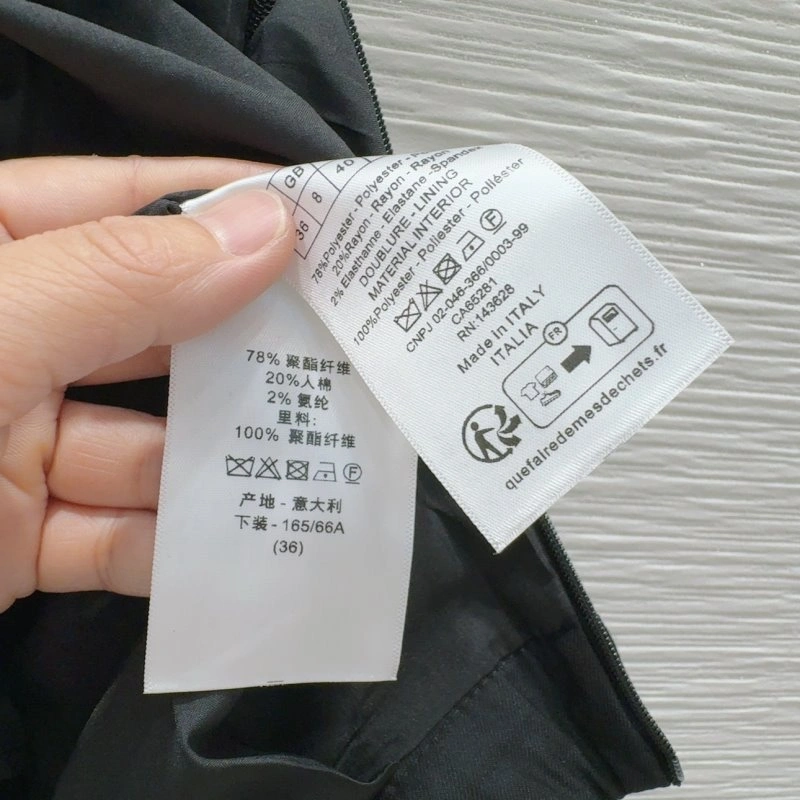 GB 40
36 8
78%Polyester - Polyester -
20%Rayon - Rayon - Rayon
2% Elasthanne - Elastane - Spandex
DOUBLURE - LINING
MATERIAL INTERIOR
100%Polyester - Polyester - Poliéster
CNPJ 02-046-366/0003-99
CA65281
RN:143628
Made in ITALY
ITALIA
FR
quefairedemesdechets.fr
78% 聚酯纤维
20%人棉
2% 氨纶
里料:
100% 聚酯纤维
F
产地 - 意大利
下装 - 165/66A
(36)